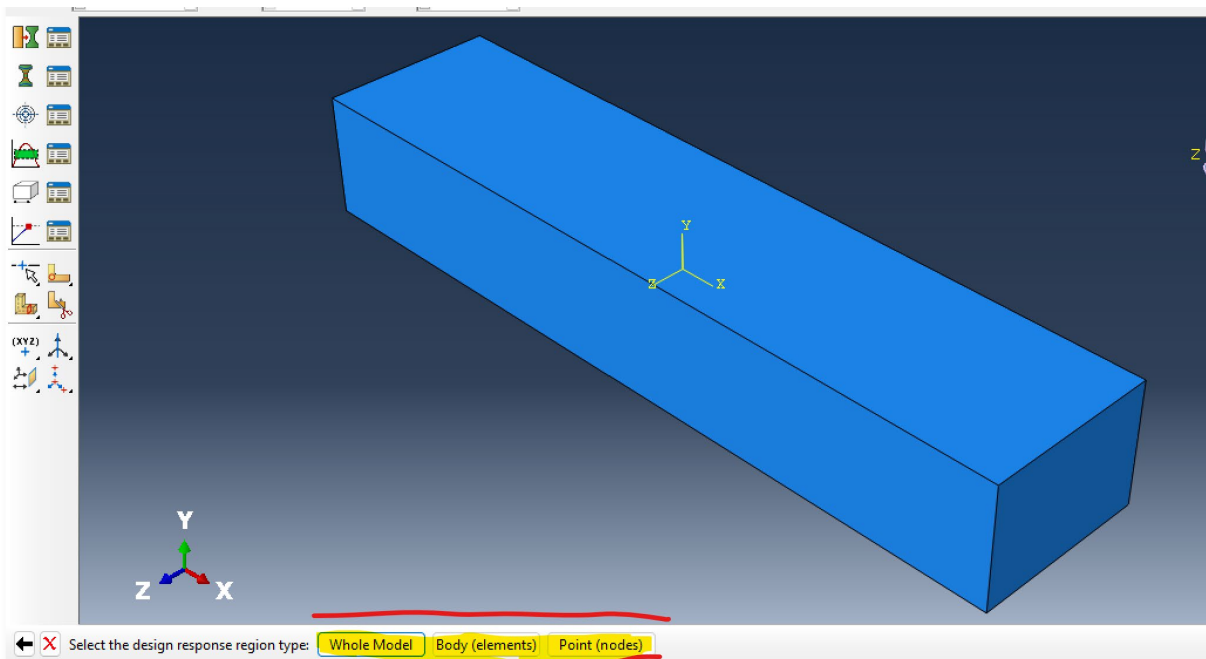 Z
Y
Z X
(XYZ)
Y
Z X
Select the design response region type: Whole Model Body (elements) Point (nodes)